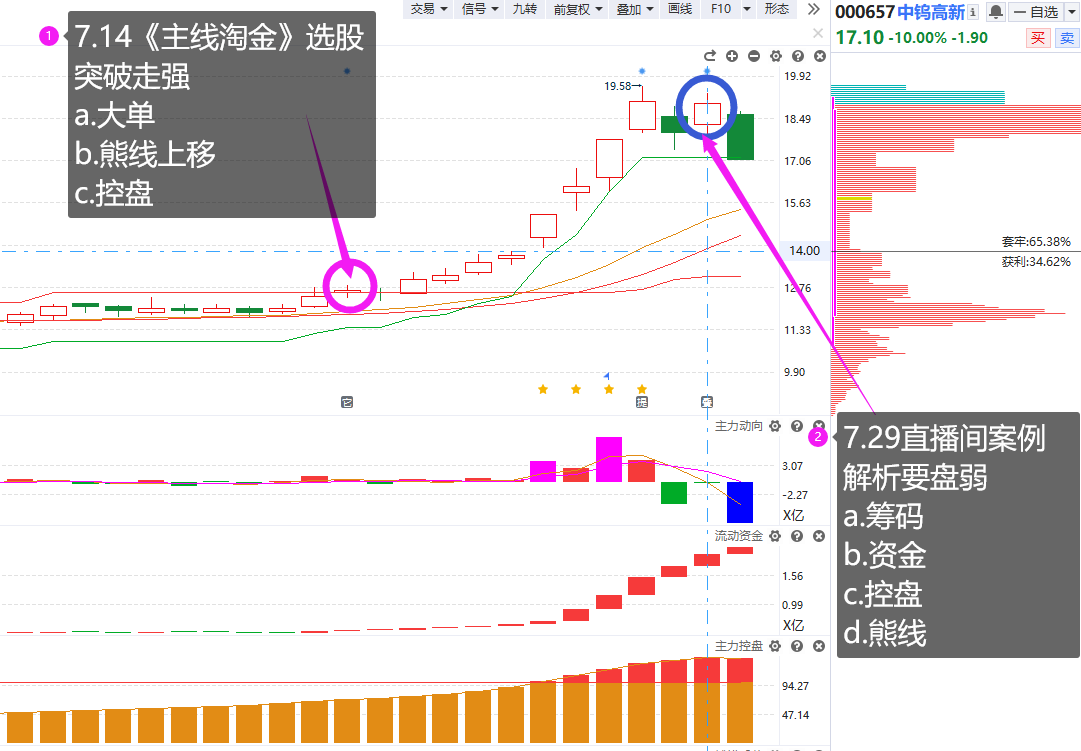 交易 信号 九转 前复权 叠加 画线 F10 形态
000657 中钨高新 自选
17.10 -10.00% -1.90 买 卖
1
7.14《主线淘金》选股
突破走强
a.大单
b.熊线上移
c.控盘
19.58
19.92
18.49
17.06
15.63
14.00
12.76
11.33
9.90
套牢:65.38%
获利:34.62%
提
主力动向
3.07
-2.27
X亿
2
7.29直播间案例
解析要盘弱
a.筹码
b.资金
c.控盘
d.熊线
流动资金
1.56
0.99
X亿
主力控盘
94.27
47.14